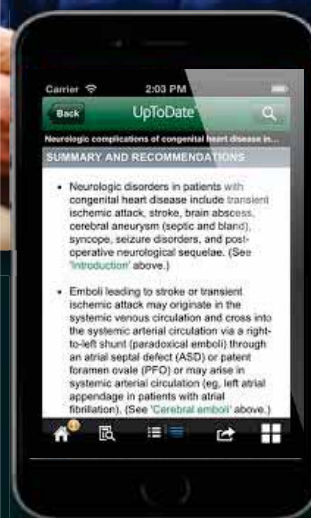 Carrier 2:03 PM
Back UpToDate
Neurologic complications of congenital heart disease in...
SUMMARY AND RECOMMENDATIONS
• Neurologic disorders in patients with
congenital heart disease include transient
ischemic attack, stroke, brain abscess,
cerebral aneurysm (septic and bland),
syncope, seizure disorders, and post-
operative neurological sequelae. (See
'Introduction' above.)
• Emboli leading to stroke or transient
ischemic attack may originate in the
systemic venous circulation and cross into
the systemic arterial circulation via a right-
to-left shunt (paradoxical emboli) through
an atrial septal defect (ASD) or patent
foramen ovale (PFO) or may arise in
systemic arterial circulation (eg, left atrial
appendage in patients with atrial
fibrillation). (See 'Cerebral emboli' above.)